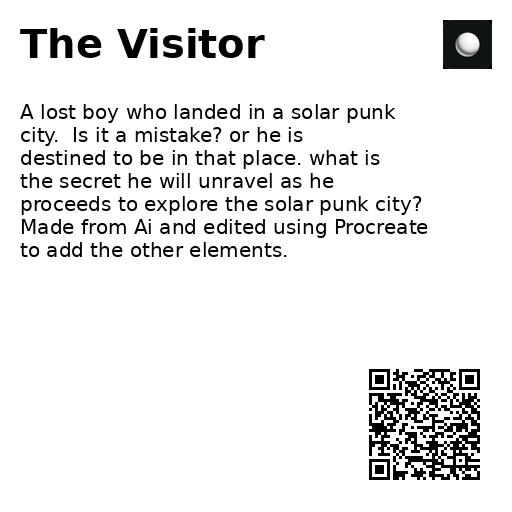 The Visitor
A lost boy who landed in a solar punk
city.  Is it a mistake? or he is
destined to be in that place. what is
the secret he will unravel as he
proceeds to explore the solar punk city?
Made from Ai and edited using Procreate
to add the other elements.